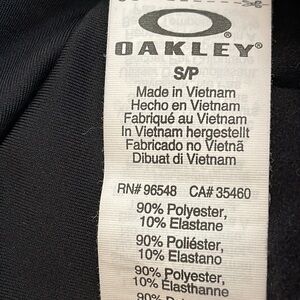 OAKLEY®
S/P
Made in Vietnam
Hecho en Vietnam
Fabriqué au Vietnam
In Vietnam hergestellt
Fabricado no Vietnã
Dibuat di Vietnam
RN# 96548 CA# 35460
90% Polyester,
10% Elastane
90% Poliéster,
10% Elastano
90% Polyester,
10% Élasthanne